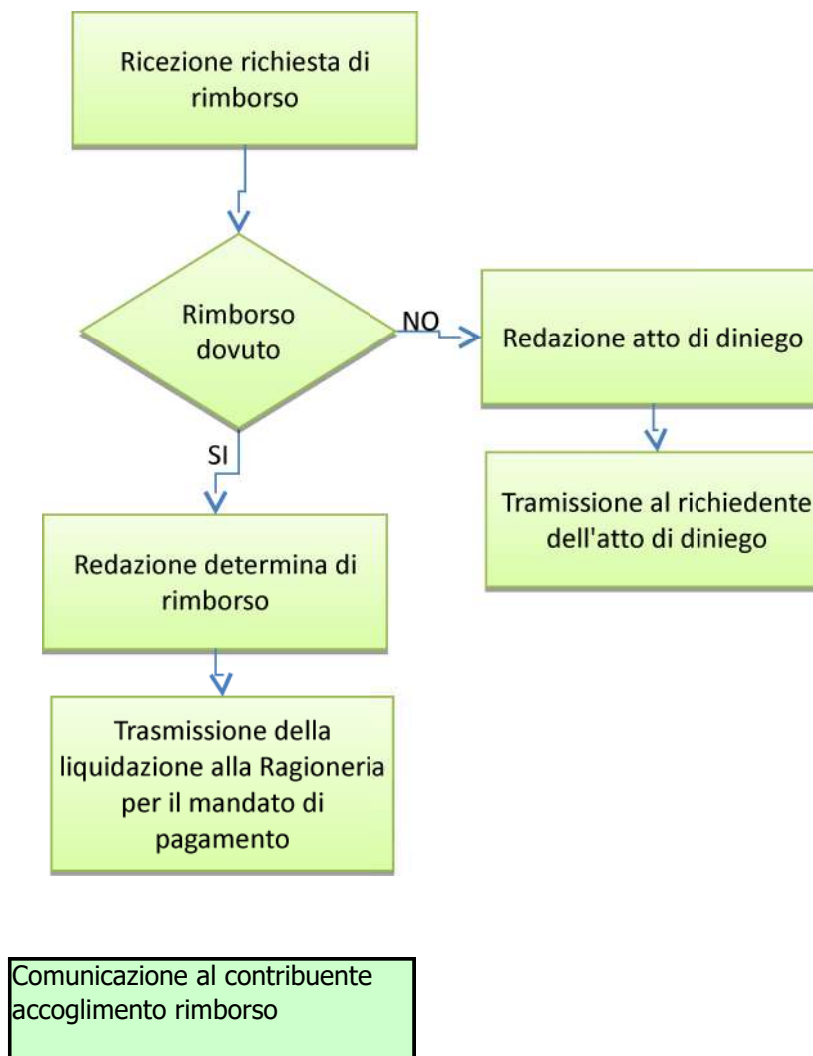 Ricezione richiesta di
rimborso
Rimborso
dovuto
NO
Redazione atto di diniego
SI
Tramissione al richiedente
dell'atto di diniego
Redazione determina di
rimborso
Trasmissione della
liquidazione alla Ragioneria
per il mandato di
pagamento
Comunicazione al contribuente
accoglimento rimborso